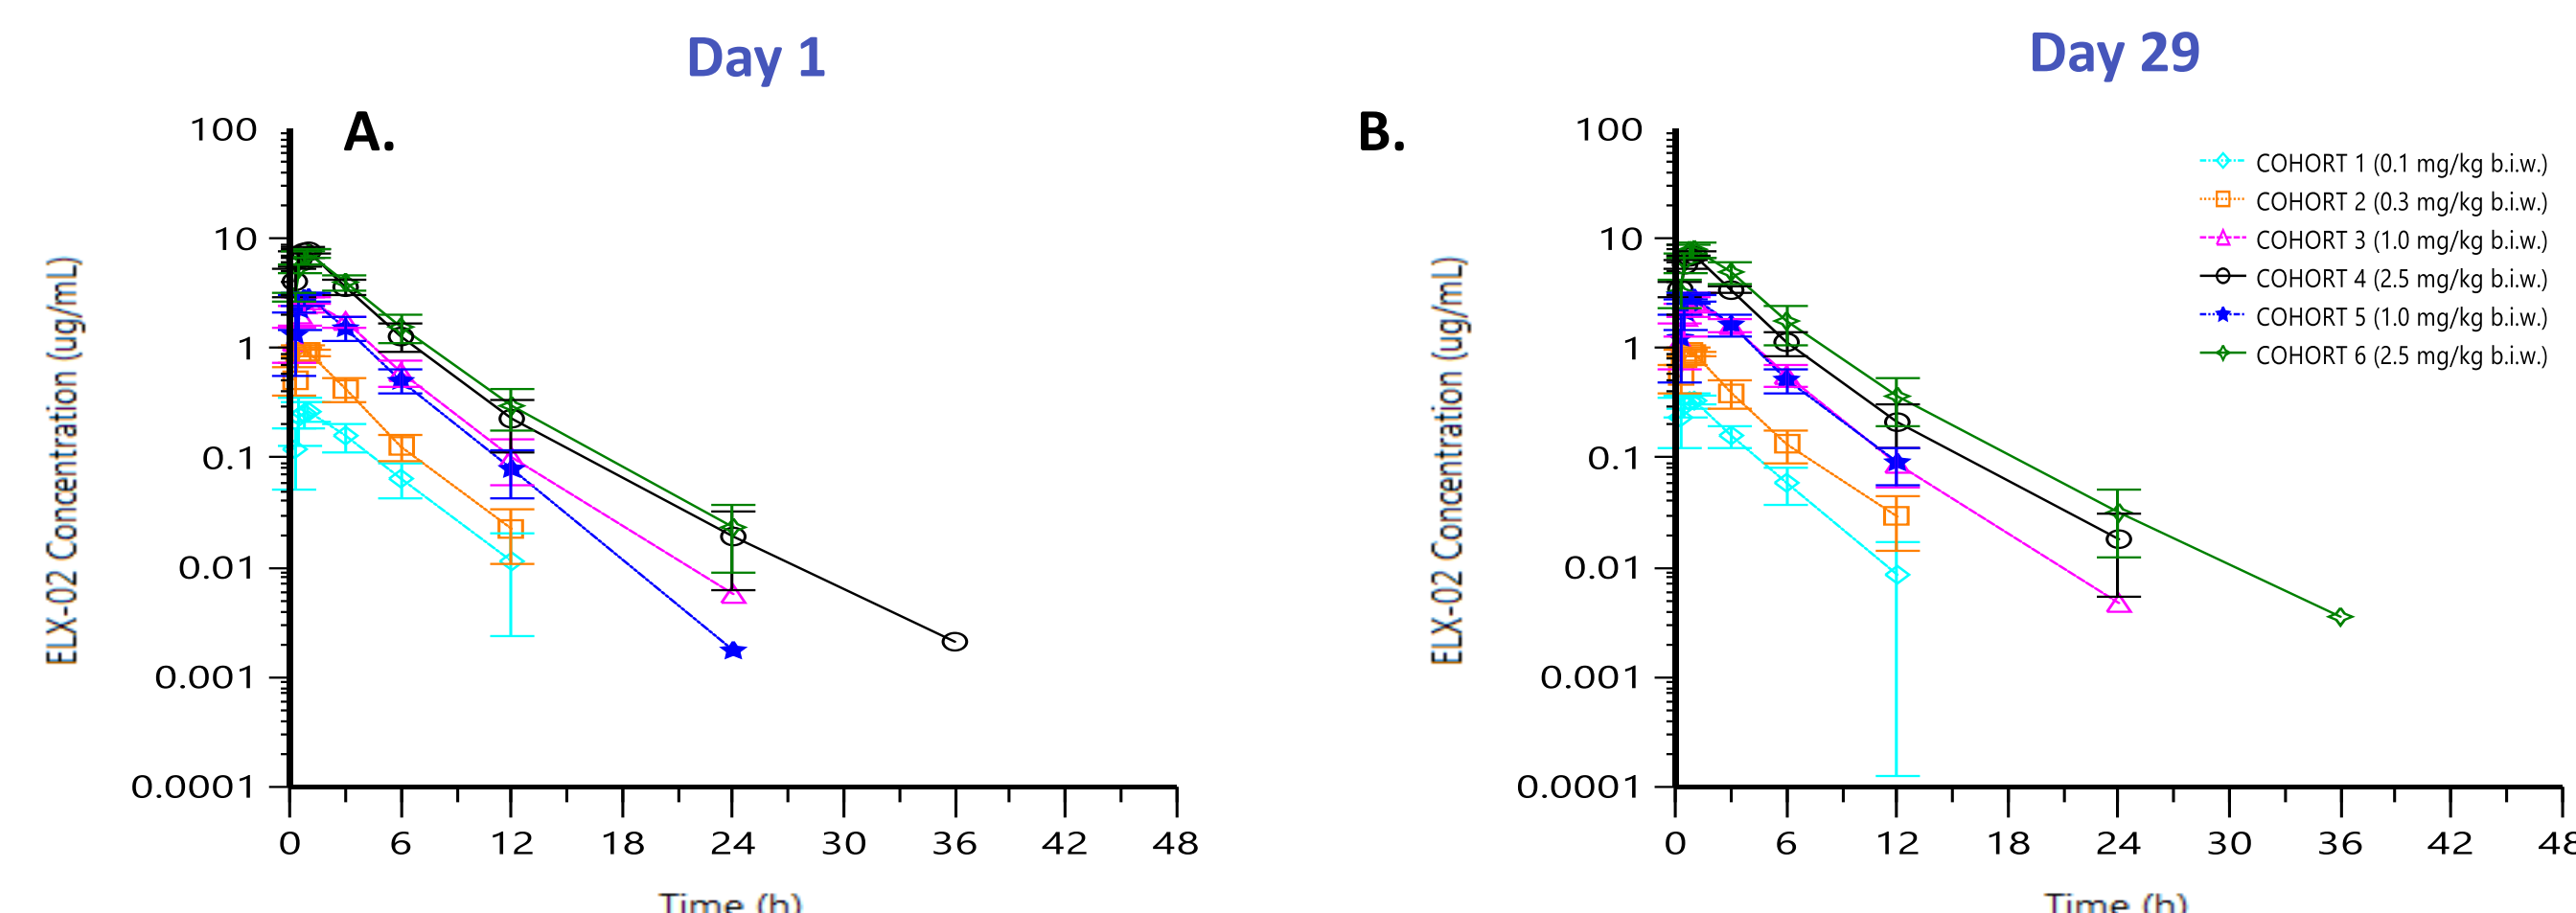 Day 1
A.
ELX-02 Concentration (ug/mL)
100
10
1
0.1
0.01
0.001
0.0001
0 6 12 18 24 30 36 42 48
Time (h)
Day 29
B.
ELX-02 Concentration (ug/mL)
100
10
1
0.1
0.01
0.001
0.0001
0 6 12 18 24 30 36 42 48
Time (h)
COHORT 1 (0.1 mg/kg b.i.w.)
COHORT 2 (0.3 mg/kg b.i.w.)
COHORT 3 (1.0 mg/kg b.i.w.)
COHORT 4 (2.5 mg/kg b.i.w.)
COHORT 5 (1.0 mg/kg b.i.w.)
COHORT 6 (2.5 mg/kg b.i.w.)